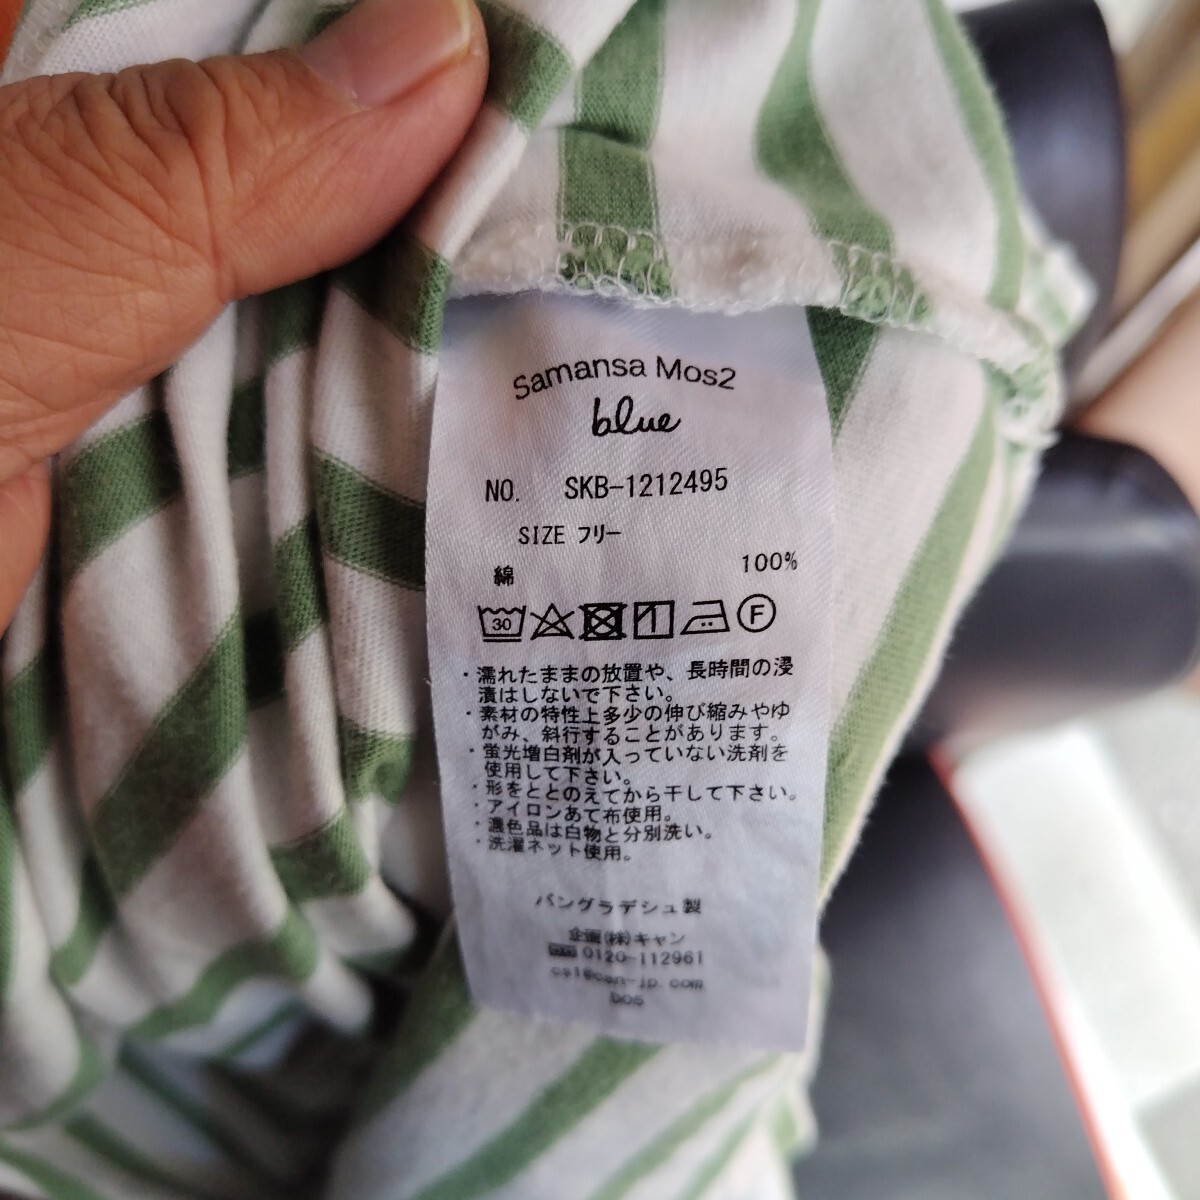 Samansa Mos2
blue
NO. SKB-1212495
SIZE フリー
綿 100%
30 F
・濡れたままの放置や、長時間の浸
漬はしないで下さい。
・素材の特性上多少の伸び縮みやゆ
がみ、斜行することがあります。
・蛍光増白剤が入っていない洗剤を
使用して下さい。
・形をととのえてから干して下さい。
・アイロンあて布使用。
・濃色品は白物と分別洗い。
・洗濯ネット使用。
バングラデシュ製
企画(株)キャン
0120-112961
cs1@can-jp.com